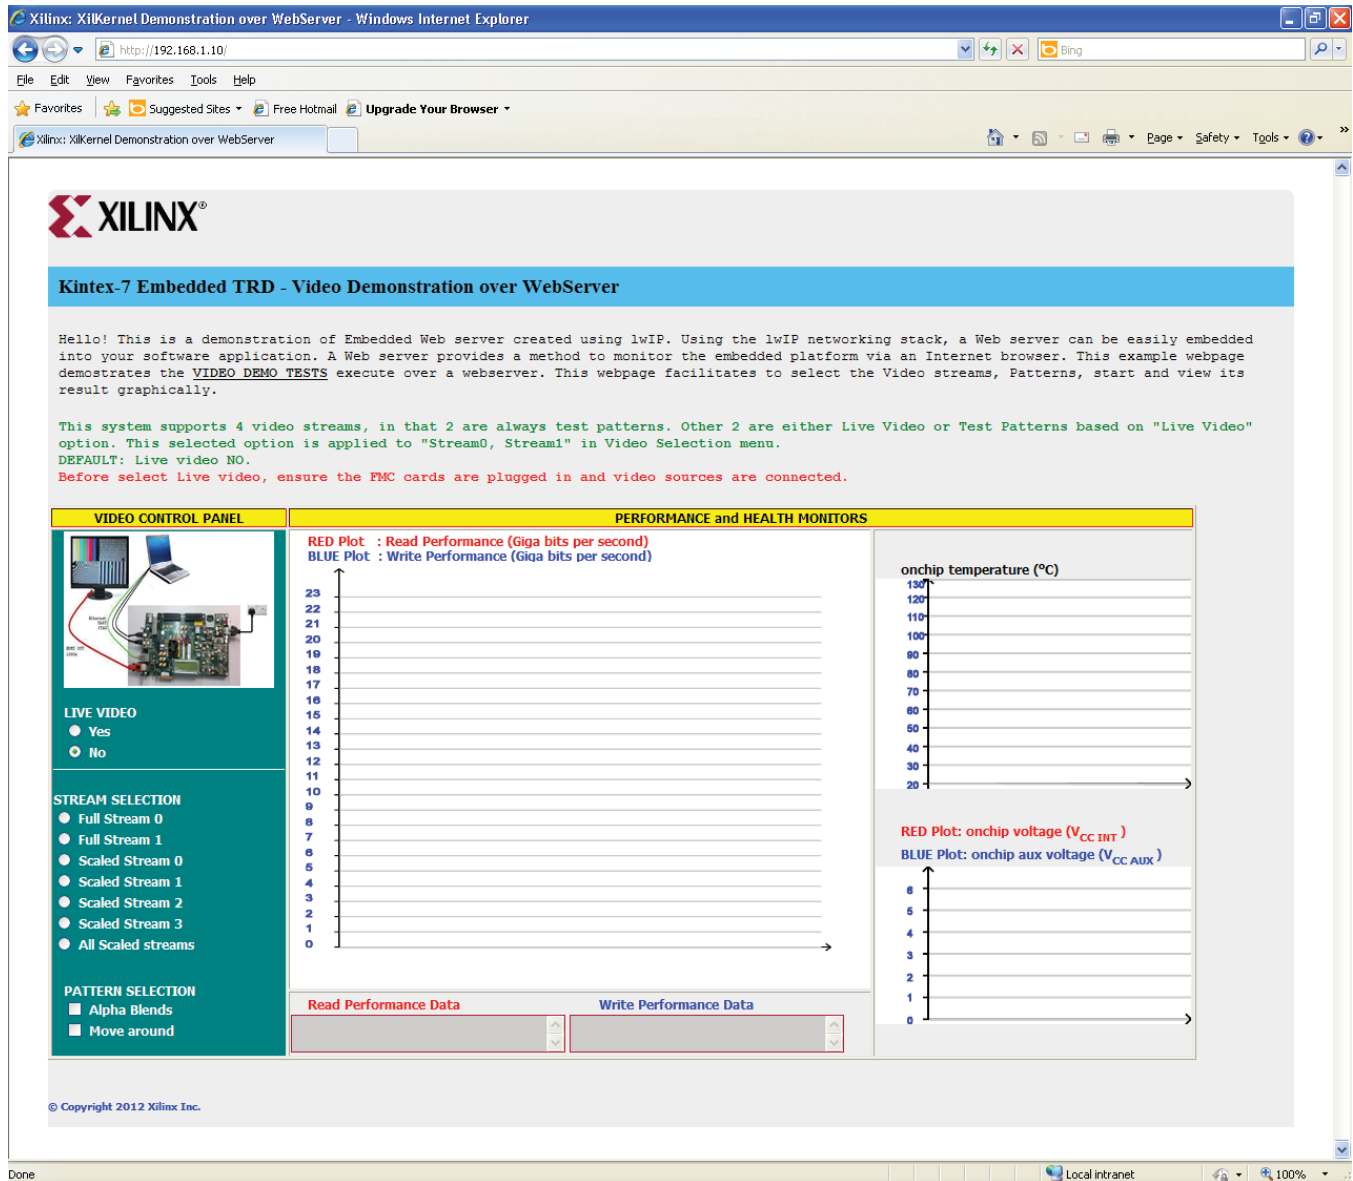 Xilinx: XilKernel Demonstration over WebServer - Windows Internet Explorer
http://192.168.1.10/
Bing
File Edit View Favorites Tools Help
Favorites Suggested Sites Free Hotmail Upgrade Your Browser
Xilinx: XilKernel Demonstration over WebServer
Page Safety Tools »
XILINX®
Kintex-7 Embedded TRD - Video Demonstration over WebServer
Hello! This is a demonstration of Embedded Web server created using lwIP. Using the lwIP networking stack, a Web server can be easily embedded
into your software application. A Web server provides a method to monitor the embedded platform via an Internet browser. This example webpage
demostrates the VIDEO DEMO TESTS execute over a webserver. This webpage facilitates to select the Video streams, Patterns, start and view its
result graphically.
This system supports 4 video streams, in that 2 are always test patterns. Other 2 are either Live Video or Test Patterns based on "Live Video"
option. This selected option is applied to "Stream0, Stream1" in Video Selection menu.
DEFAULT: Live video NO.
Before select Live video, ensure the FMC cards are plugged in and video sources are connected.
VIDEO CONTROL PANEL
LIVE VIDEO
Yes
No
STREAM SELECTION
Full Stream 0
Full Stream 1
Scaled Stream 0
Scaled Stream 1
Scaled Stream 2
Scaled Stream 3
All Scaled streams
PATTERN SELECTION
Alpha Blends
Move around
PERFORMANCE and HEALTH MONITORS
RED Plot : Read Performance (Giga bits per second)
BLUE Plot : Write Performance (Giga bits per second)
23
22
21
20
19
18
17
16
15
14
13
12
11
10
9
8
7
6
5
4
3
2
1
0
Read Performance Data
Write Performance Data
onchip temperature (°C)
130
120
110
100
90
80
70
60
50
40
30
20
RED Plot: onchip voltage (VCC INT )
BLUE Plot: onchip aux voltage (VCC AUX )
6
5
4
3
2
1
0
© Copyright 2012 Xilinx Inc.
Done
Local intranet
100%